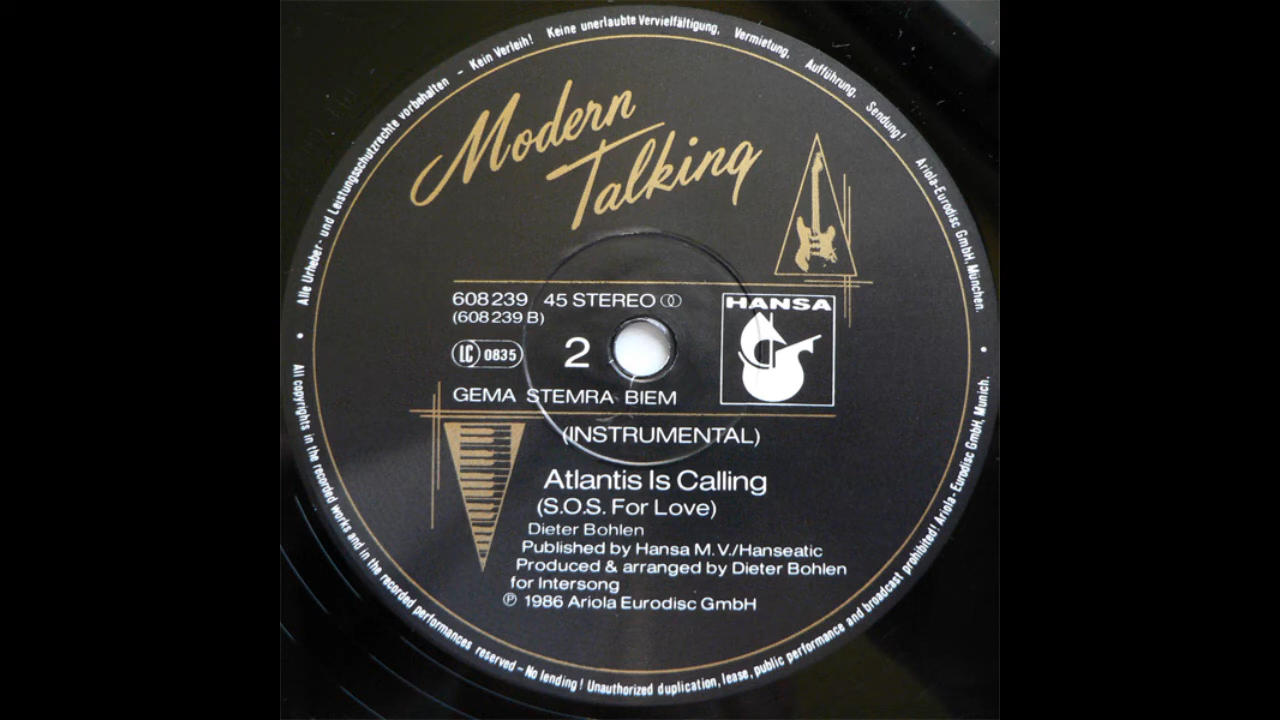 Alle Urheber- und Leistungsschutzrechte vorbehalten – Kein Verleih! Keine unerlaubte Vervielfältigung, Vermietung, Aufführung, Sendung! Ariola-Eurodisc GmbH, München.
Modern
Talking
608 239 45 STEREO
(608 239 B)
HANSA
LC 0835
2
GEMA STEMRA BIEM
(INSTRUMENTAL)
Atlantis Is Calling
(S.O.S. For Love)
Dieter Bohlen
Published by Hansa M.V./Hanseatic
Produced & arranged by Dieter Bohlen
for Intersong
℗ 1986 Ariola Eurodisc GmbH
All copyrights in the recorded works and in the recorded performances reserved – No lending! Unauthorized duplication, lease, public performance and broadcast prohibited! Ariola-Eurodisc GmbH, Munich.